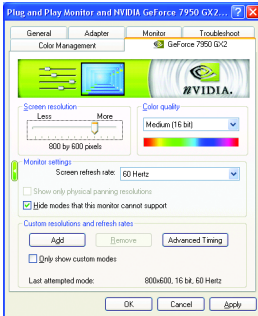 Plug and Play Monitor and NVIDIA GeForce 7950 GX2...
General Adapter Monitor Troubleshoot
Color Management GeForce 7950 GX2
NVIDIA.
Screen resolution
Less More
800 by 600 pixels
Color quality
Medium (16 bit)
Monitor settings
Screen refresh rate: 60 Hertz
Show only physical panning resolutions
Hide modes that this monitor cannot support
Custom resolutions and refresh rates
Add Remove Advanced Timing
Only show custom modes
Last attempted mode: 800x600, 16 bit, 60 Hertz
OK Cancel Apply